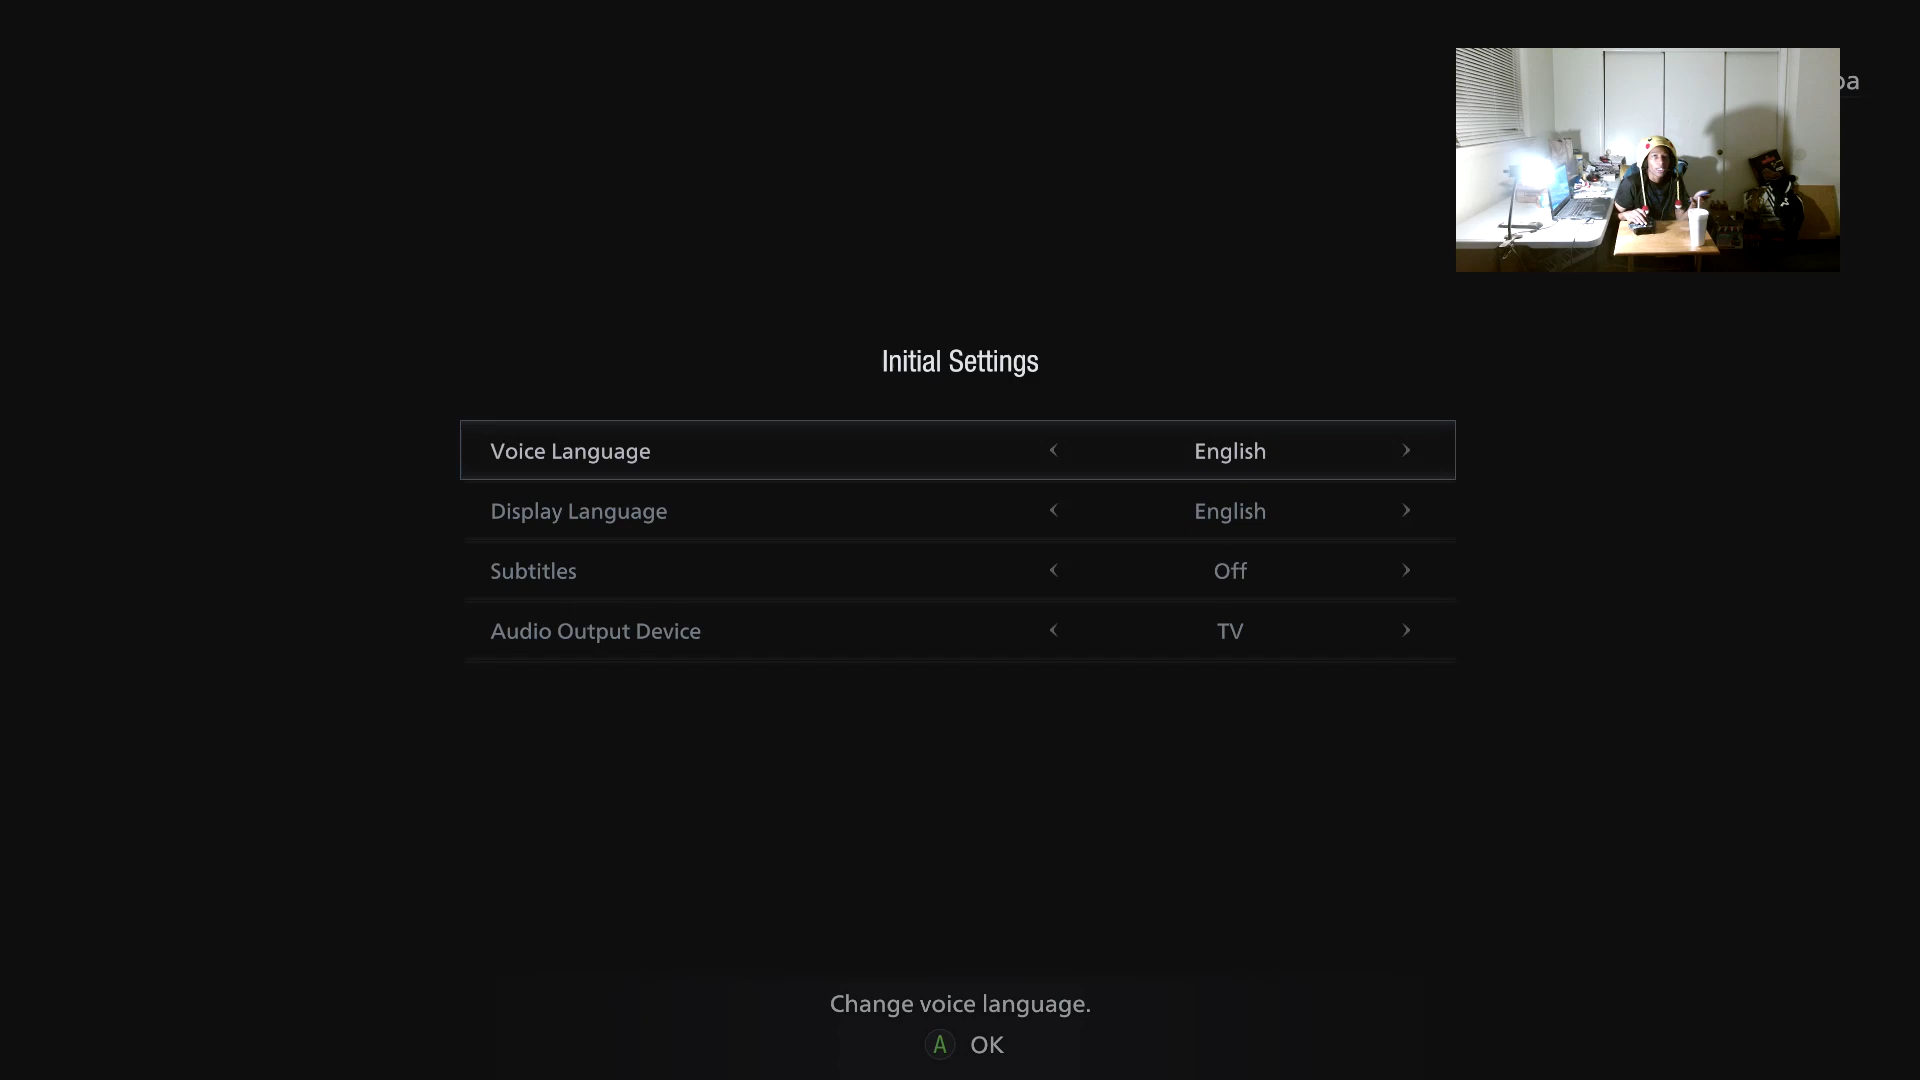 Initial Settings
Voice Language < English >
Display Language < English >
Subtitles < Off >
Audio Output Device < TV >
Change voice language.
A OK